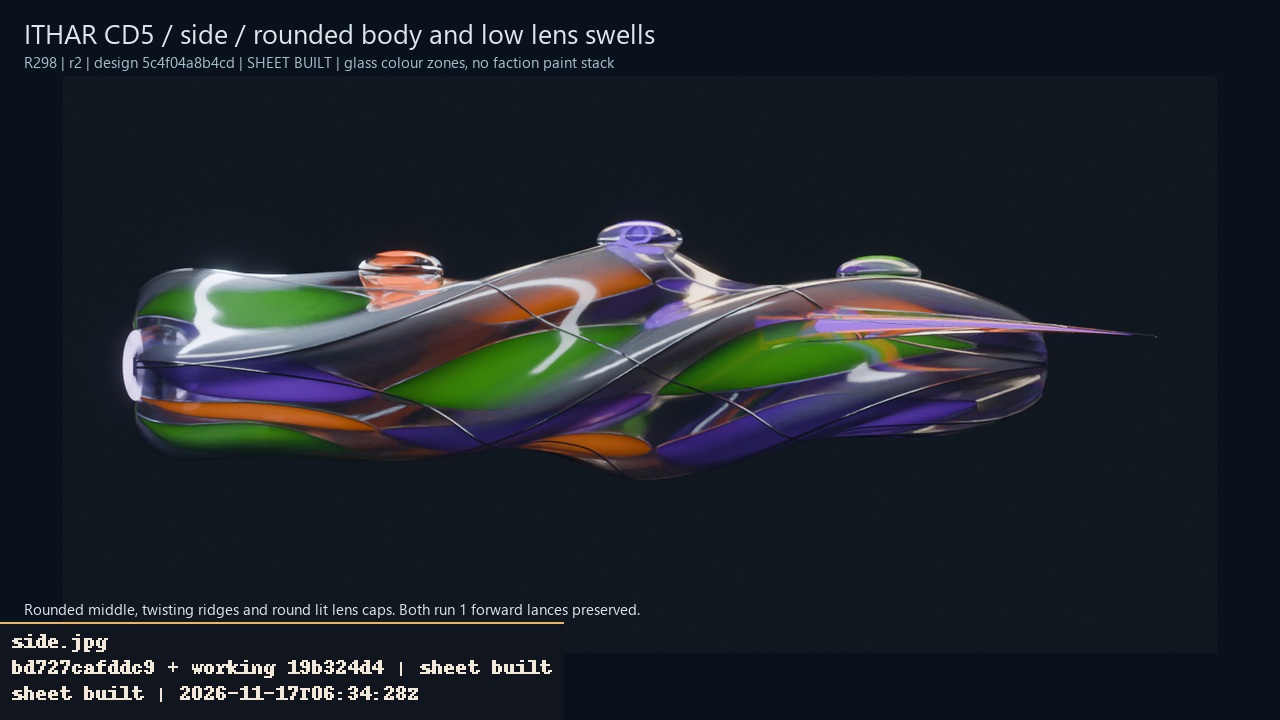 ITHAR CD5 / side / rounded body and low lens swells
R298 | r2 | design 5c4f04a8b4cd | SHEET BUILT | glass colour zones, no faction paint stack
Rounded middle, twisting ridges and round lit lens caps. Both run 1 forward lances preserved.
side.jpg
bd727cafddc9 + working 19b324d4 | sheet built
sheet built | 2026-11-17T06:34:28Z